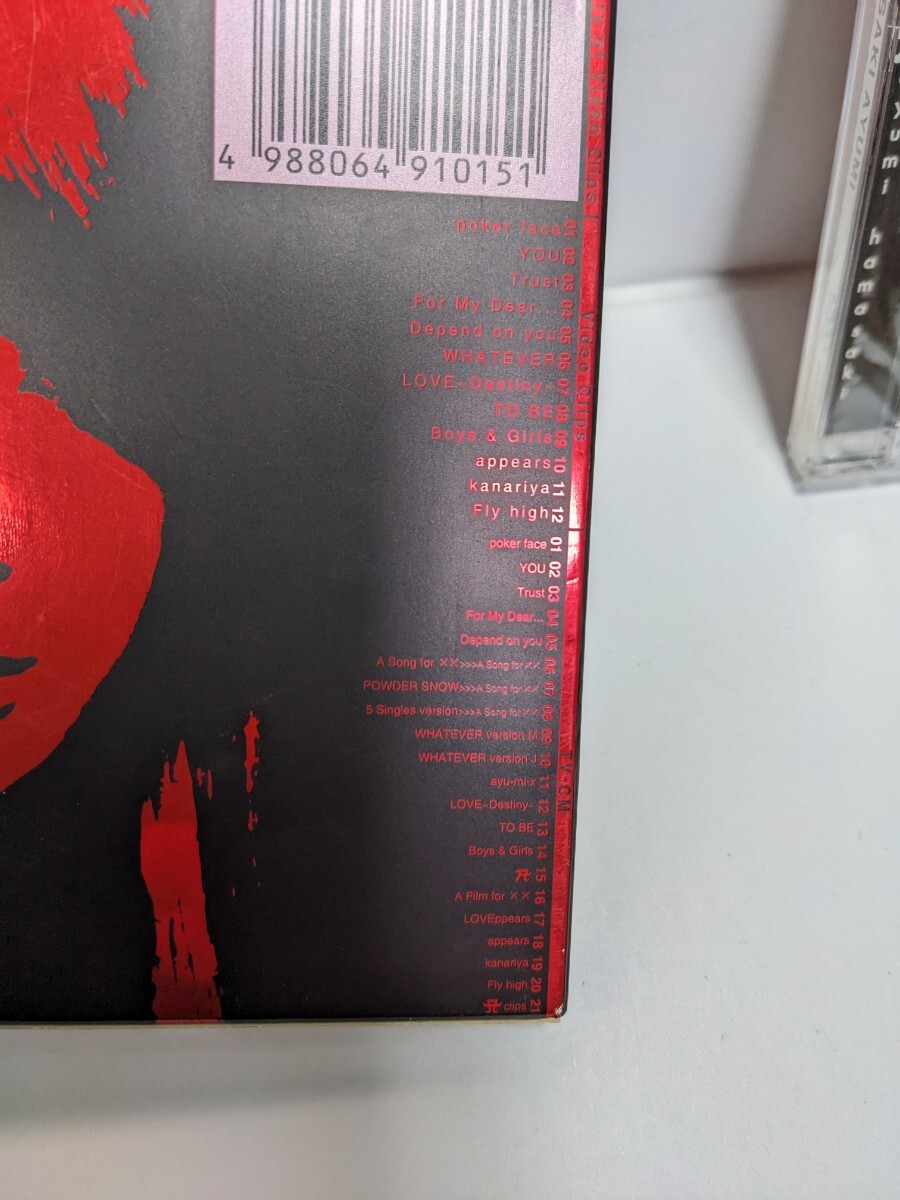 4 988064 910151
poker face 01
YOU 02
Trust 03
For My Dear... 04
Depend on you 05
WHATEVER 06
LOVE~Destiny~ 07
TO BE 08
Boys & Girls 09
appears 10
kanariya 11
Fly high 12
Video Clips
poker face 01
YOU 02
Trust 03
For My Dear... 04
Depend on you 05
A Song for ××>>>A Song for ×× 06
POWDER SNOW>>>A Song for ×× 07
5 Singles version>>>A Song for ×× 08
WHATEVER version M 09
WHATEVER version J 10
ayu-mi-x 11
LOVE~Destiny~ 12
TO BE 13
Boys & Girls 14
A 15
A Film for ×× 16
LOVEppears 17
appears 18
kanariya 19
Fly high 20
A clips 21
TV-CM
clips
AYUMI